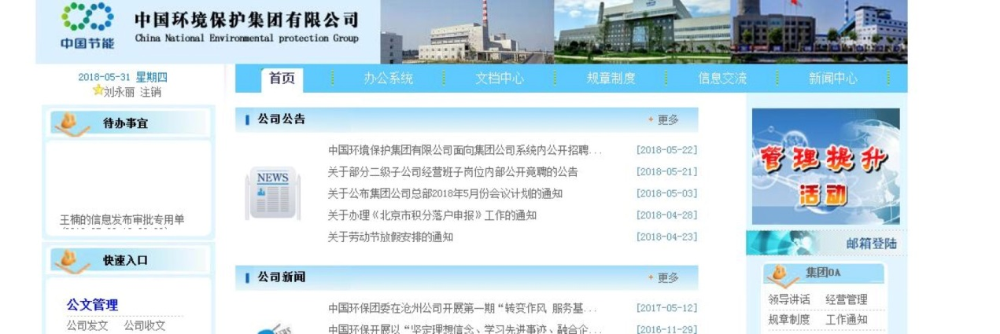 中国环境保护集团有限公司
China National Environmental protection Group
中国节能
2018-05-31 星期四
刘永丽 注销
首页 办公系统 文档中心 规章制度 信息交流 新闻中心
待办事宜
王楠的信息发布审批专用单
快速入口
公文管理
公司发文 公司收文
公司公告 + 更多
NEWS
中国环境保护集团有限公司面向集团公司系统内公开招聘... [2018-05-22]
关于部分二级子公司经营班子岗位内部公开竞聘的公告 [2018-05-21]
关于公布集团公司总部2018年5月份会议计划的通知 [2018-05-03]
关于办理《北京市积分落户申报》工作的通知 [2018-04-28]
关于劳动节放假安排的通知 [2018-04-23]
公司新闻 + 更多
中国环保团委在沧州公司开展第一期“转变作风 服务基... [2017-05-12]
中国环保开展以“坚定理想信念、学习先进事迹、融合企... [2016-11-29]
管理提升
活动
邮箱登陆
集团OA
领导讲话 经营管理
规章制度 工作通知